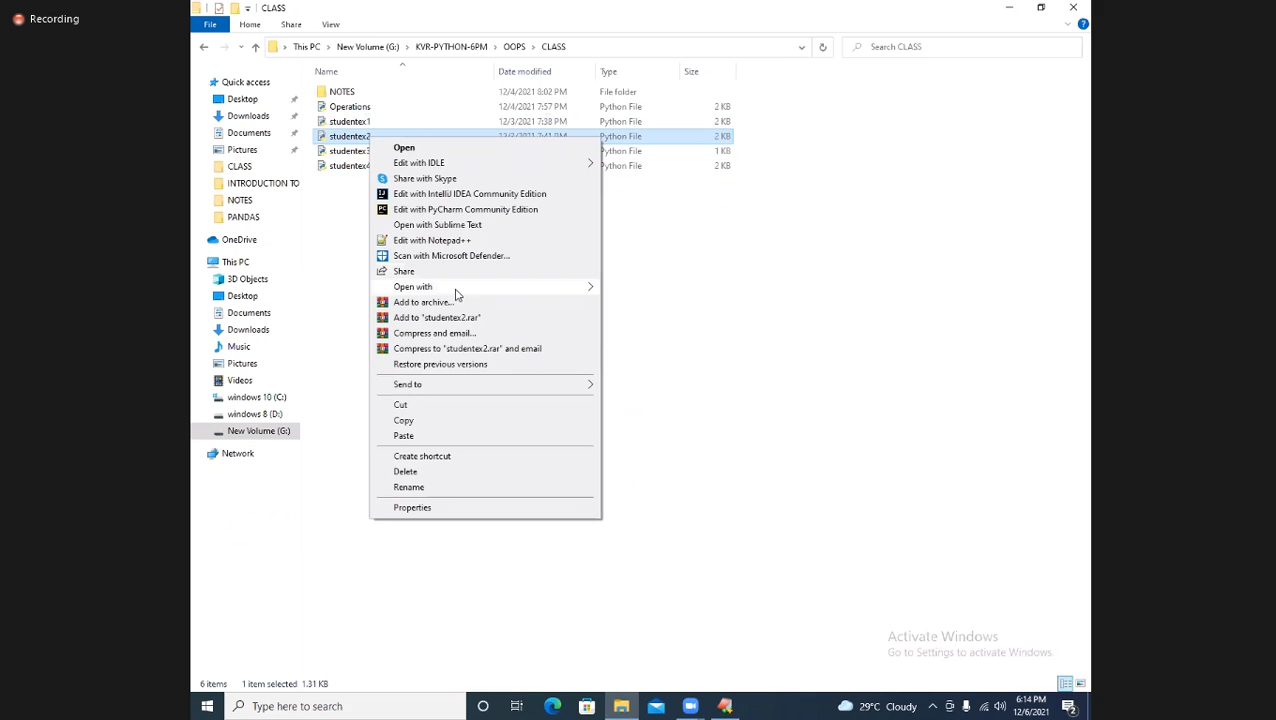 Recording
CLASS
File Home Share View
This PC New Volume (G:) KVR-PYTHON-6PM OOPS CLASS Search CLASS
Name Date modified Type Size
Quick access
Desktop
Downloads
Documents
Pictures
CLASS
INTRODUCTION TO
NOTES
PANDAS
OneDrive
This PC
3D Objects
Desktop
Documents
Downloads
Music
Pictures
Videos
windows 10 (C:)
windows 8 (D:)
New Volume (G:)
Network
NOTES 12/4/2021 8:02 PM File folder
Operations 12/4/2021 7:57 PM Python File 2 KB
studentex1 12/3/2021 7:38 PM Python File 2 KB
studentex2 Python File 2 KB
studentex3 Python File 1 KB
studentex4 Python File 2 KB
Open
Edit with IDLE
Share with Skype
Edit with IntelliJ IDEA Community Edition
Edit with PyCharm Community Edition
Open with Sublime Text
Edit with Notepad++
Scan with Microsoft Defender...
Share
Open with
Add to archive...
Add to "studentex2.rar"
Compress and email...
Compress to "studentex2.rar" and email
Restore previous versions
Send to
Cut
Copy
Paste
Create shortcut
Delete
Rename
Properties
Activate Windows
Go to Settings to activate Windows.
6 items 1 item selected 1.31 KB
Type here to search
29°C Cloudy
6:14 PM
12/6/2021
2